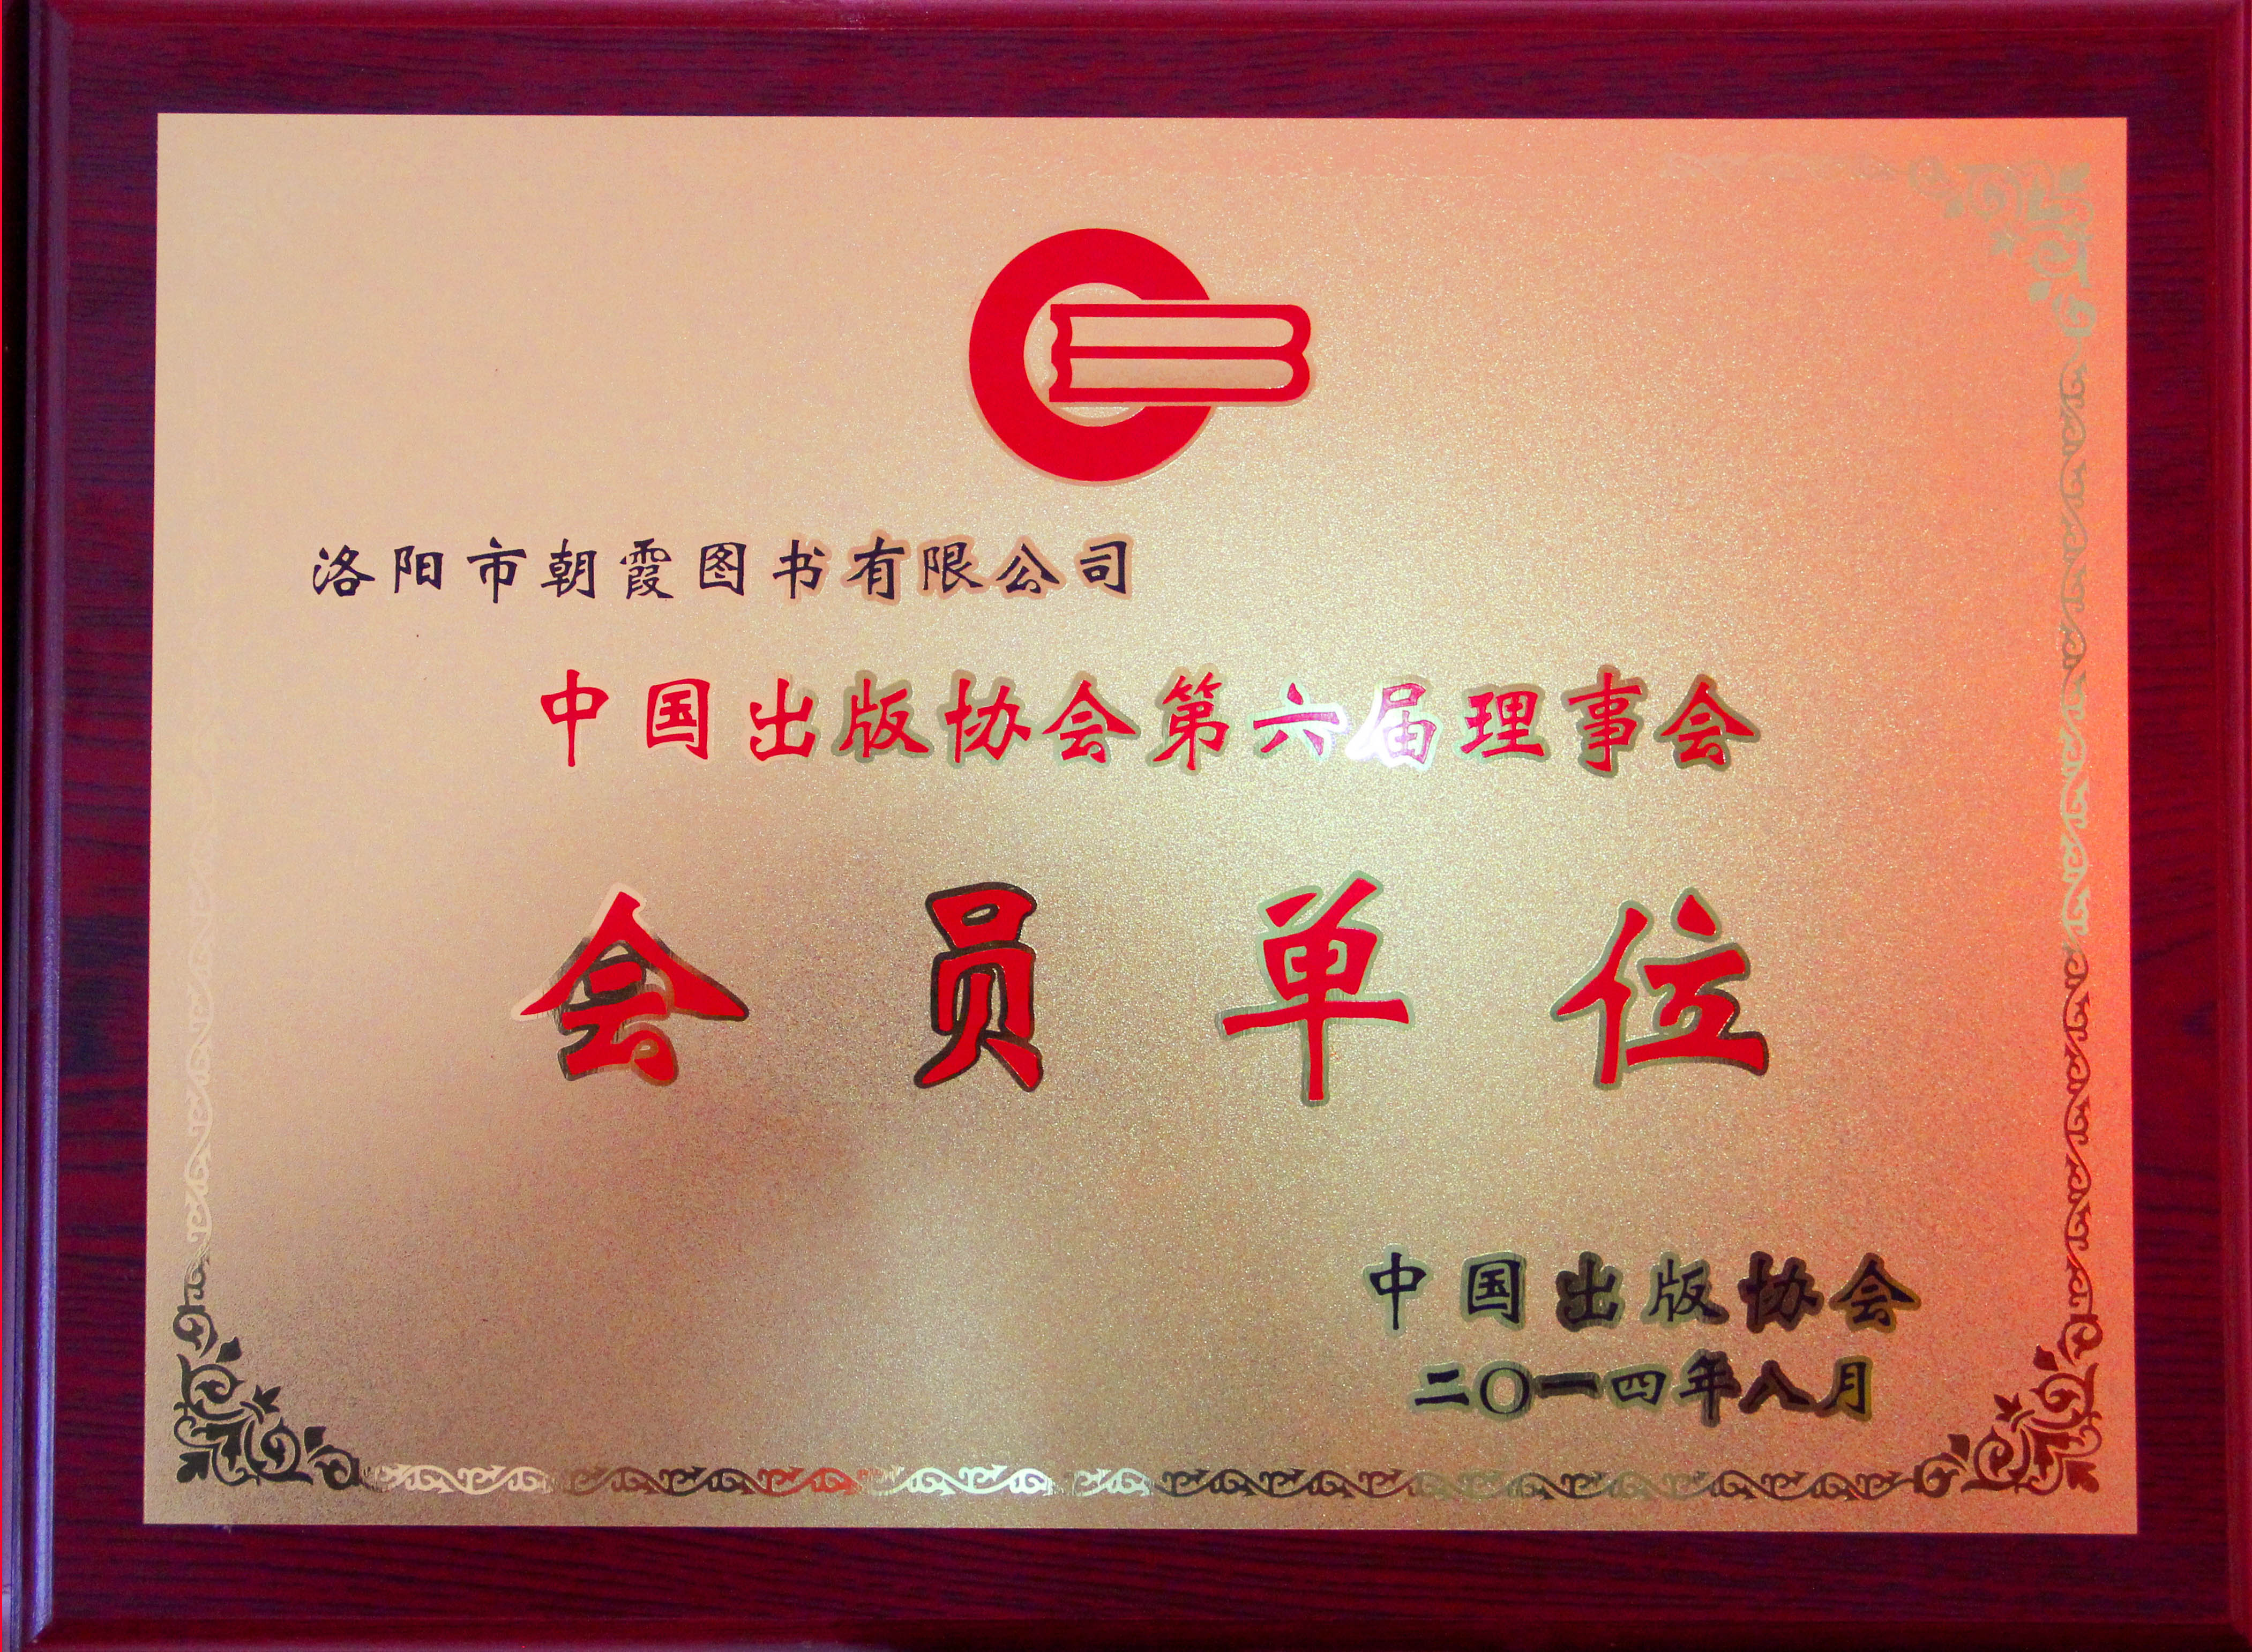 洛阳市朝霞图书有限公司
中国出版协会第六届理事会
会员单位
中国出版协会
二〇一四年八月